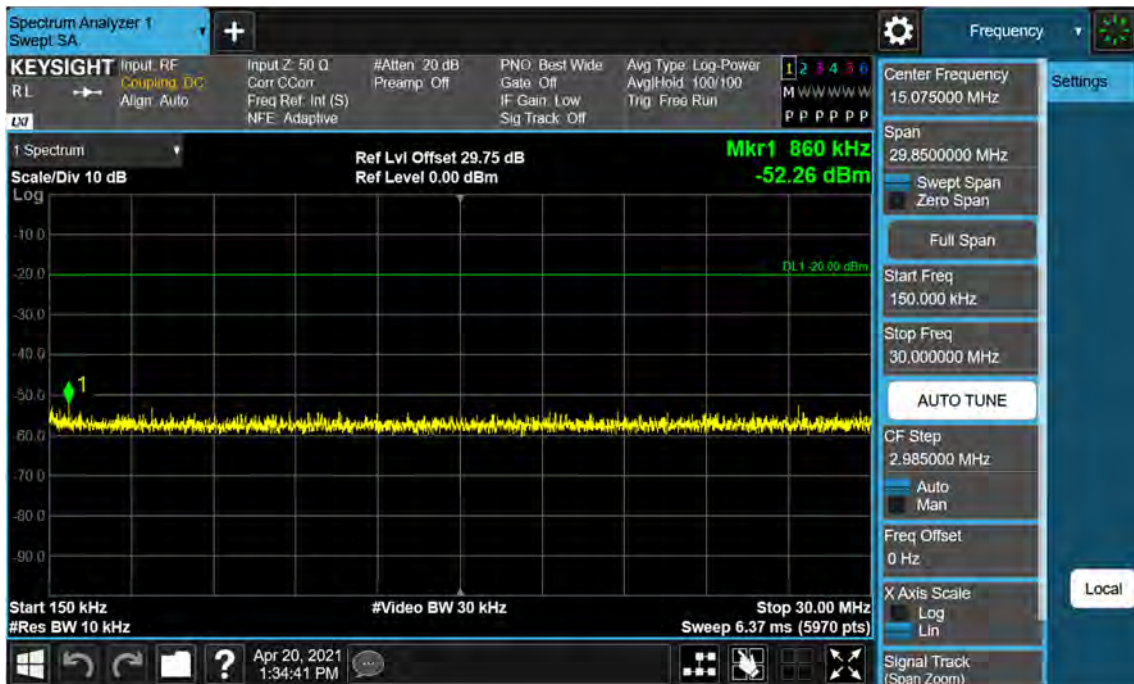 Spectrum Analyzer 1
Swept SA
+
Frequency
KEYSIGHT
RL
LXI
Input: RF
Coupling: DC
Align: Auto
Input Z: 50 Ω
Corr CCorr
Freq Ref: Int (S)
NFE: Adaptive
#Atten: 20 dB
Preamp: Off
PNO: Best Wide
Gate: Off
IF Gain: Low
Sig Track: Off
Avg Type: Log-Power
Avg|Hold: 100/100
Trig: Free Run
1 2 3 4 5 6
M W W W W W
P P P P P P
Center Frequency
15.075000 MHz
Settings
1 Spectrum
Scale/Div 10 dB
Ref Lvl Offset 29.75 dB
Ref Level 0.00 dBm
Mkr1 860 kHz
-52.26 dBm
Span
29.8500000 MHz
Swept Span
Zero Span
Full Span
Start Freq
150.000 kHz
Stop Freq
30.000000 MHz
AUTO TUNE
CF Step
2.985000 MHz
Auto
Man
Freq Offset
0 Hz
X Axis Scale
Log
Lin
Signal Track
(Span Zoom)
Local
Log
-10.0
-20.0
-30.0
-40.0
-50.0
-60.0
-70.0
-80.0
-90.0
DL1 -20.00 dBm
1
Start 150 kHz
#Res BW 10 kHz
#Video BW 30 kHz
Stop 30.00 MHz
Sweep 6.37 ms (5970 pts)
?
Apr 20, 2021
1:34:41 PM